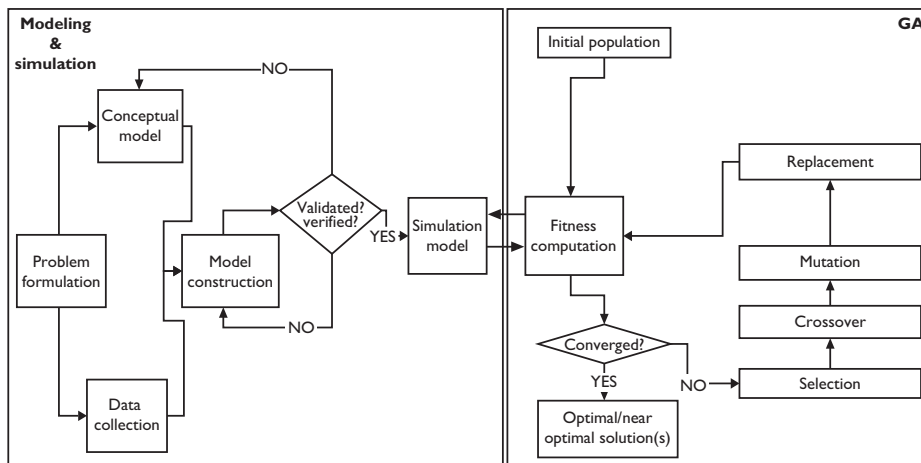 Modeling
&
simulation
NO
Conceptual
model
Problem
formulation
Data
collection
Model
construction
Validated?
verified?
NO
YES
Simulation
model
GA
Initial population
Fitness
computation
Converged?
YES
NO
Optimal/near
optimal solution(s)
Replacement
Mutation
Crossover
Selection